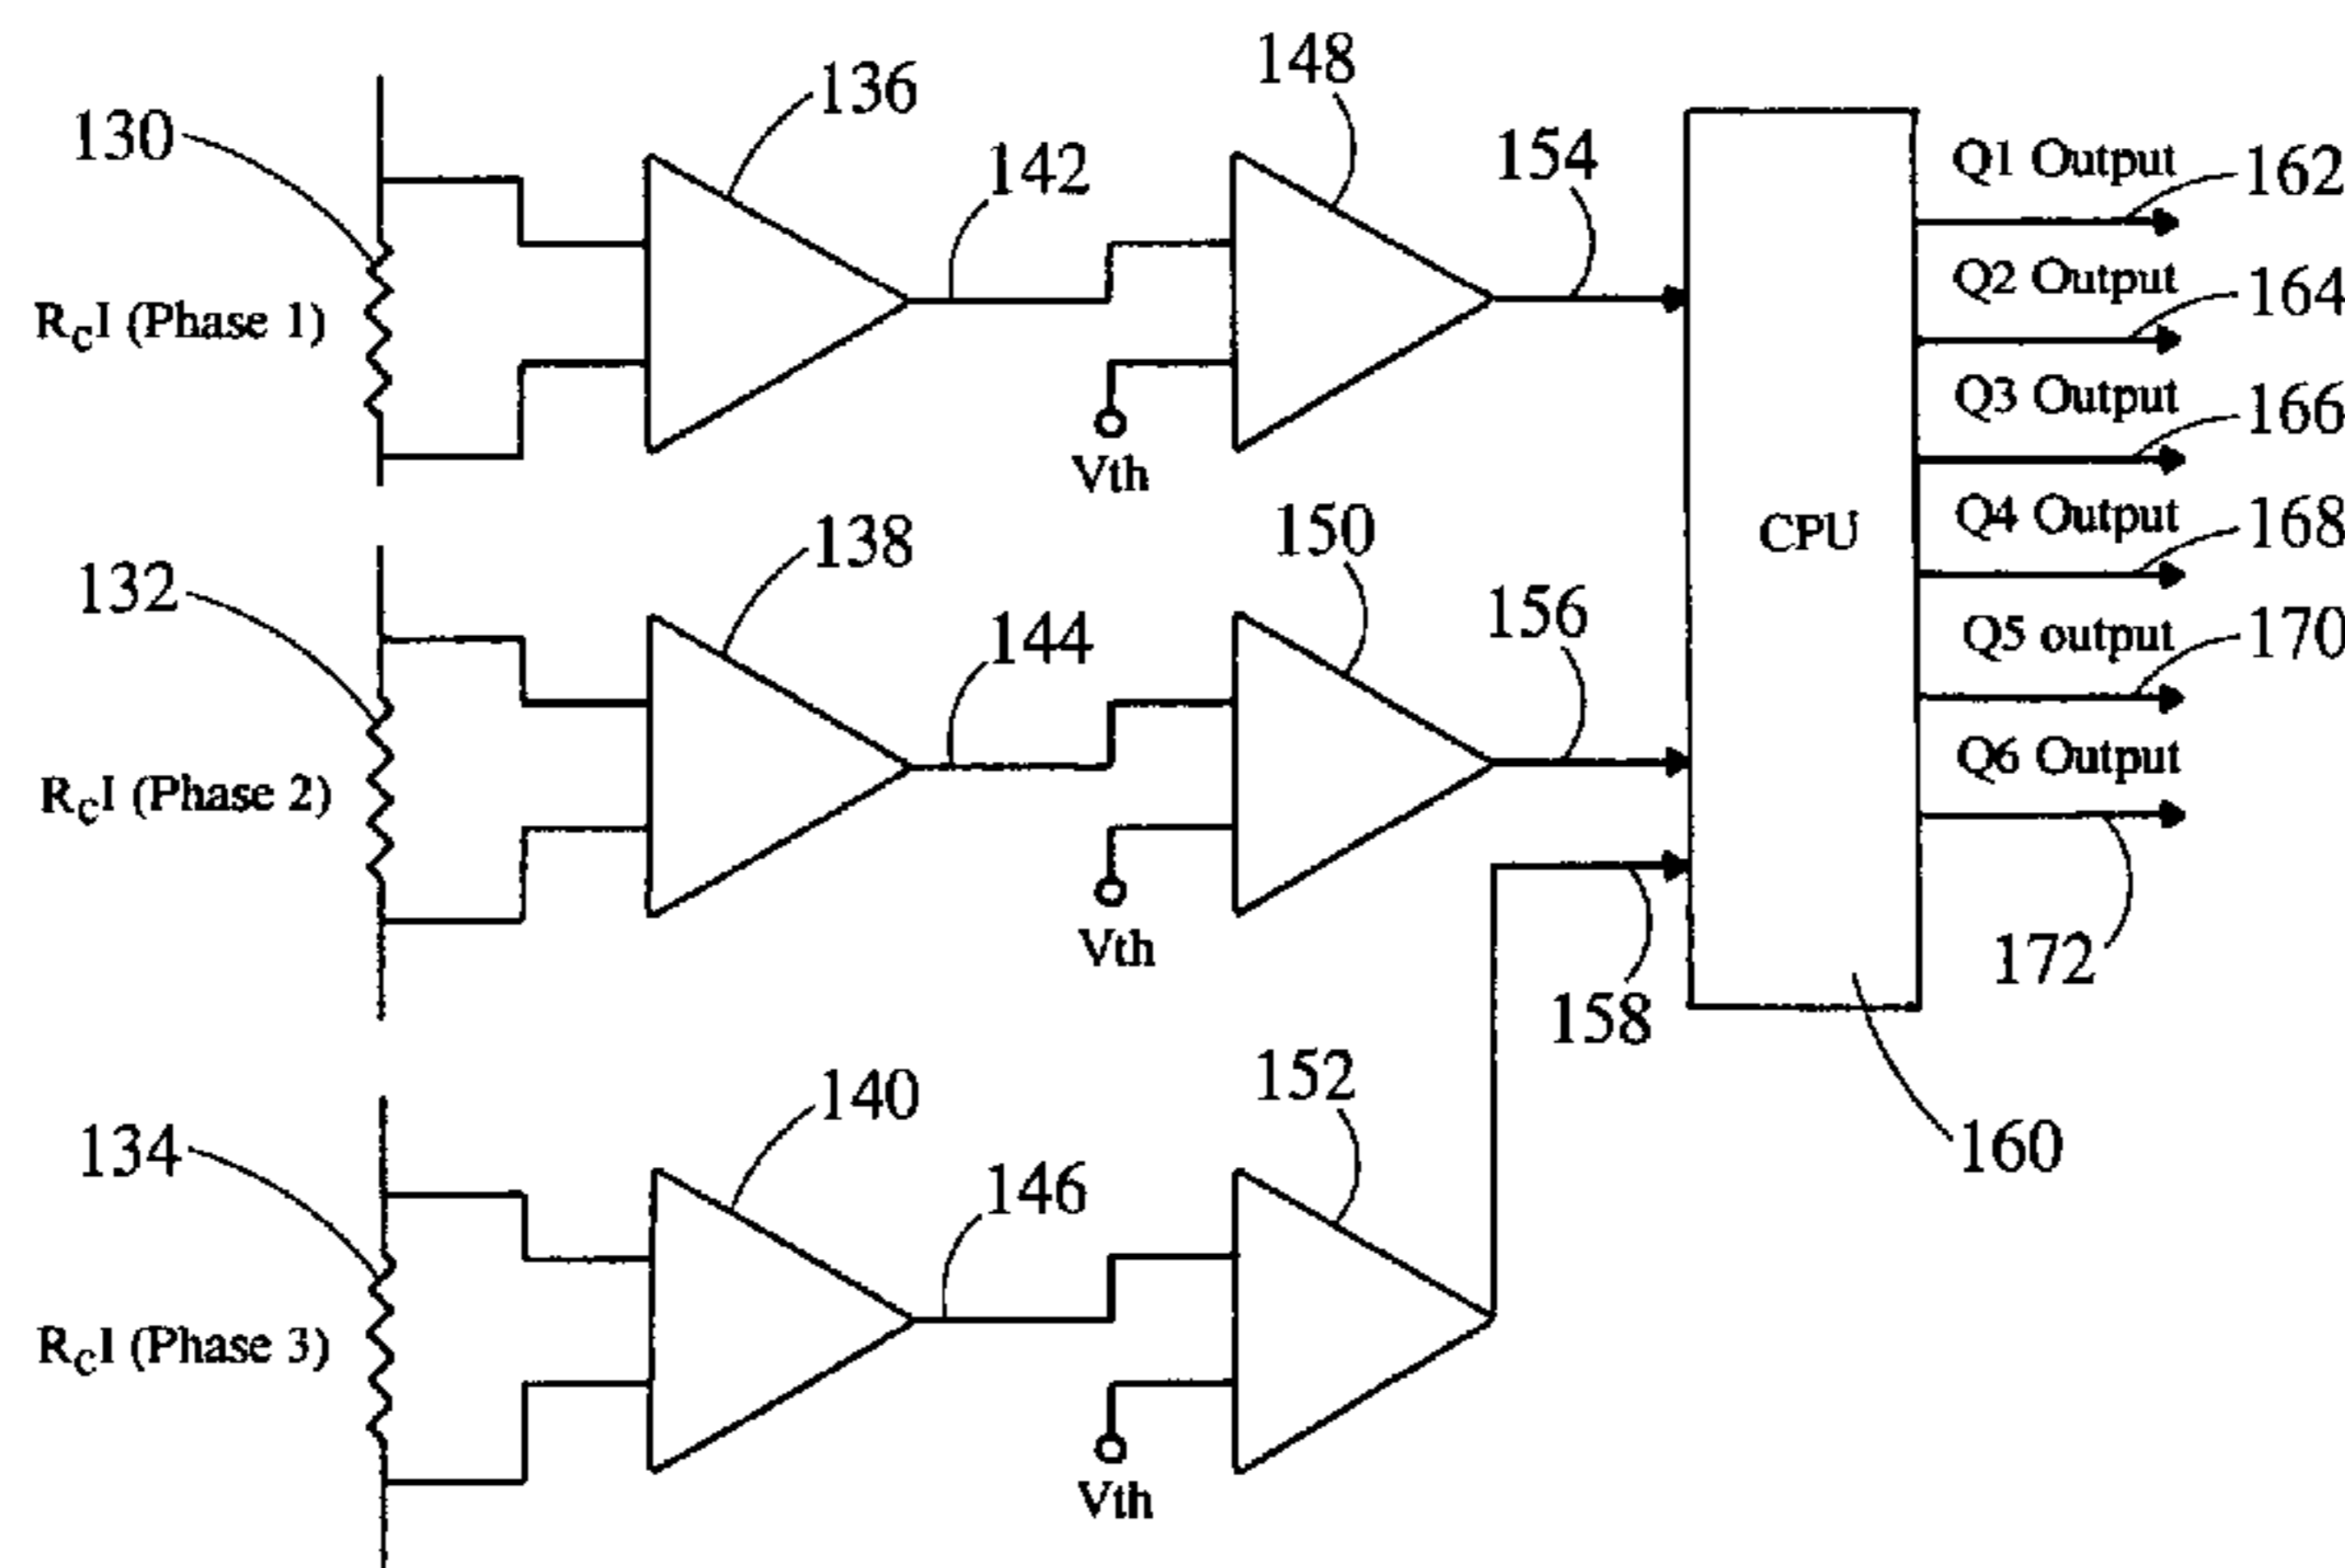 148
136
130
142
154
Q1 Output
162
Q2 Output
164
RCI (Phase 1)
Q3 Output
166
Vth
138
150
Q4 Output
168
CPU
132
144
156
Q5 output
170
Q6 Output
RCI (Phase 2)
Vth
172
158
140
152
134
146
160
RCI (Phase 3)
Vth